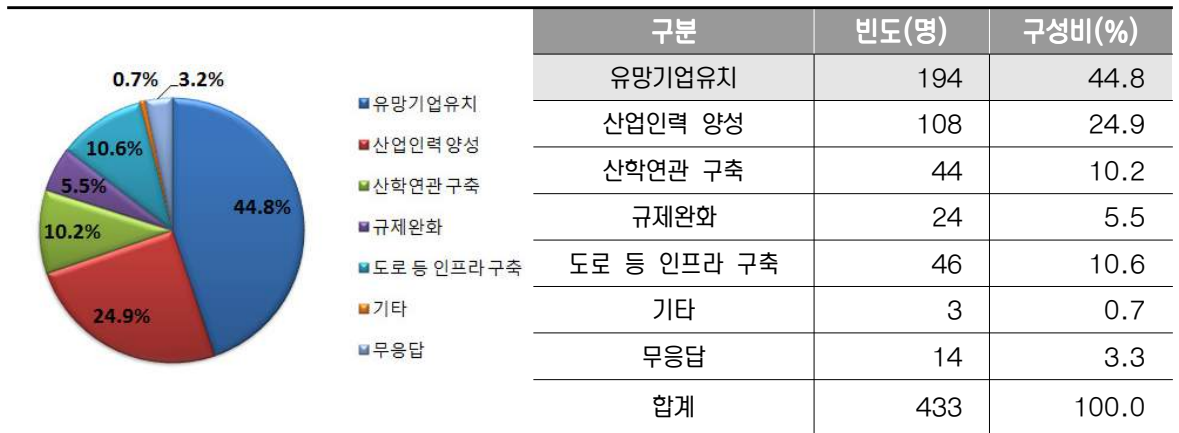 0.7%
3.2%
10.6%
5.5%
10.2%
24.9%
44.8%
유망기업유치
산업인력 양성
산학연관 구축
규제완화
도로 등 인프라 구축
기타
무응답
구분 빈도(명) 구성비(%)
유망기업유치 194 44.8
산업인력 양성 108 24.9
산학연관 구축 44 10.2
규제완화 24 5.5
도로 등 인프라 구축 46 10.6
기타 3 0.7
무응답 14 3.3
합계 433 100.0